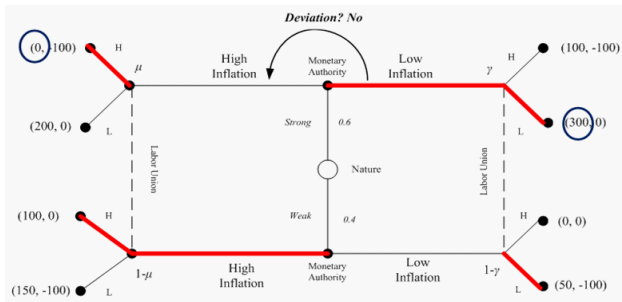 Deviation? No
(0, -100) H μ High Inflation Monetary Authority Low Inflation γ H (100, -100)
(200, 0) L Strong 0.6 L (300, 0)
Labor Union Nature Labor Union
(100, 0) H Weak 0.4 H (0, 0)
(150, -100) L 1-μ High Inflation Monetary Authority Low Inflation 1-γ L (50, -100)